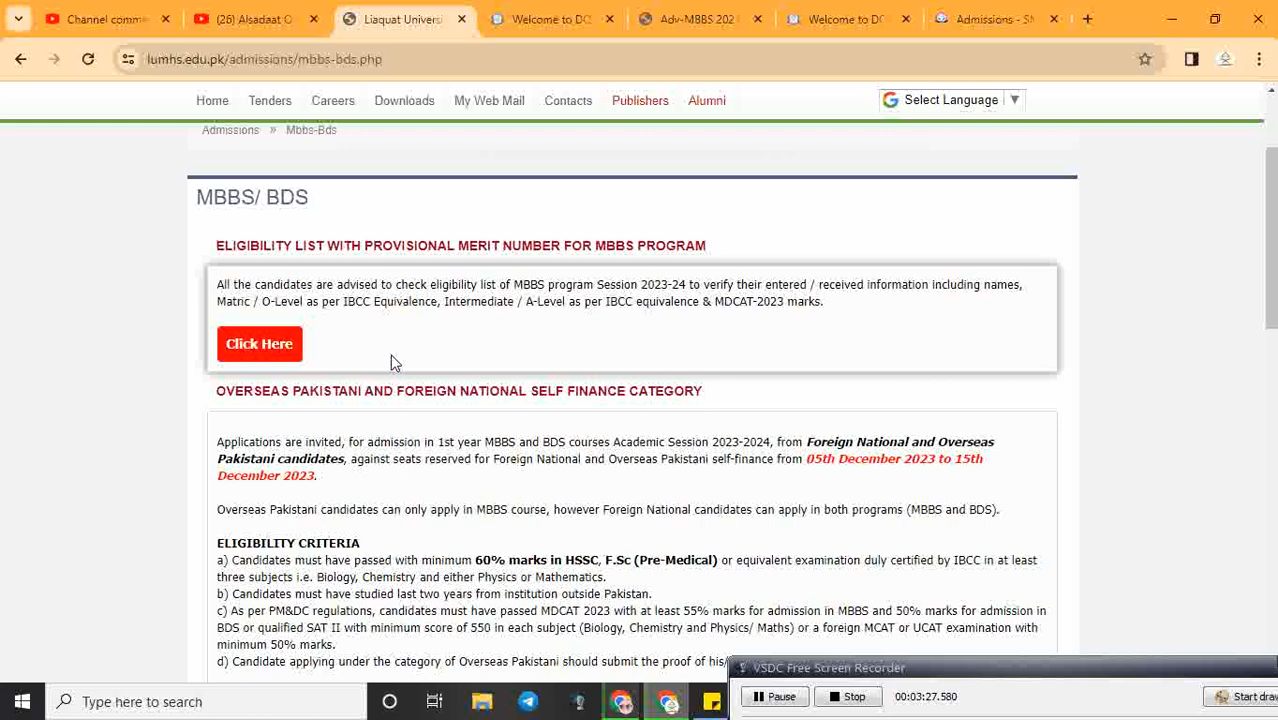 Channel comme
(26) Alsadaat O
Liaquat Univers
Welcome to DO
Adv-MBBS 202
Welcome to DO
Admissions - SM
lumhs.edu.pk/admissions/mbbs-bds.php
Home Tenders Careers Downloads My Web Mail Contacts Publishers Alumni
Select Language
Admissions » Mbbs-Bds
MBBS/ BDS
ELIGIBILITY LIST WITH PROVISIONAL MERIT NUMBER FOR MBBS PROGRAM
All the candidates are advised to check eligibility list of MBBS program Session 2023-24 to verify their entered / received information including names,
Matric / O-Level as per IBCC Equivalence, Intermediate / A-Level as per IBCC equivalence & MDCAT-2023 marks.
Click Here
OVERSEAS PAKISTANI AND FOREIGN NATIONAL SELF FINANCE CATEGORY
Applications are invited, for admission in 1st year MBBS and BDS courses Academic Session 2023-2024, from Foreign National and Overseas
Pakistani candidates, against seats reserved for Foreign National and Overseas Pakistani self-finance from 05th December 2023 to 15th
December 2023.
Overseas Pakistani candidates can only apply in MBBS course, however Foreign National candidates can apply in both programs (MBBS and BDS).
ELIGIBILITY CRITERIA
a) Candidates must have passed with minimum 60% marks in HSSC, F.Sc (Pre-Medical) or equivalent examination duly certified by IBCC in at least
three subjects i.e. Biology, Chemistry and either Physics or Mathematics.
b) Candidates must have studied last two years from institution outside Pakistan.
c) As per PM&DC regulations, candidates must have passed MDCAT 2023 with at least 55% marks for admission in MBBS and 50% marks for admission in
BDS or qualified SAT II with minimum score of 550 in each subject (Biology, Chemistry and Physics/ Maths) or a foreign MCAT or UCAT examination with
minimum 50% marks.
d) Candidate applying under the category of Overseas Pakistani should submit the proof of his/
VSDC Free Screen Recorder
Pause Stop 00:03:27.580 Start draw
Type here to search